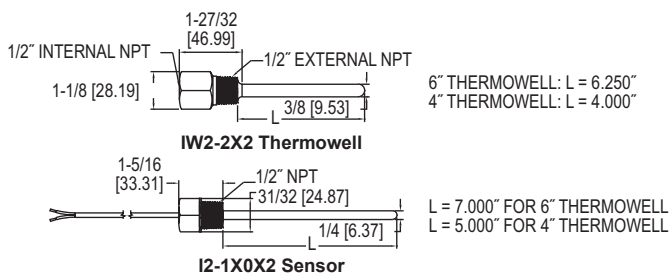 1-27/32
[46.99]
1/2˝ INTERNAL NPT
1/2˝ EXTERNAL NPT
1-1/8 [28.19]
3/8 [9.53]
L
6˝ THERMOWELL: L = 6.250˝
4˝ THERMOWELL: L = 4.000˝
IW2-2X2 Thermowell
1-5/16
[33.31]
1/2˝ NPT
31/32 [24.87]
1/4 [6.37]
L
L = 7.000˝ FOR 6˝ THERMOWELL
L = 5.000˝ FOR 4˝ THERMOWELL
I2-1X0X2 Sensor